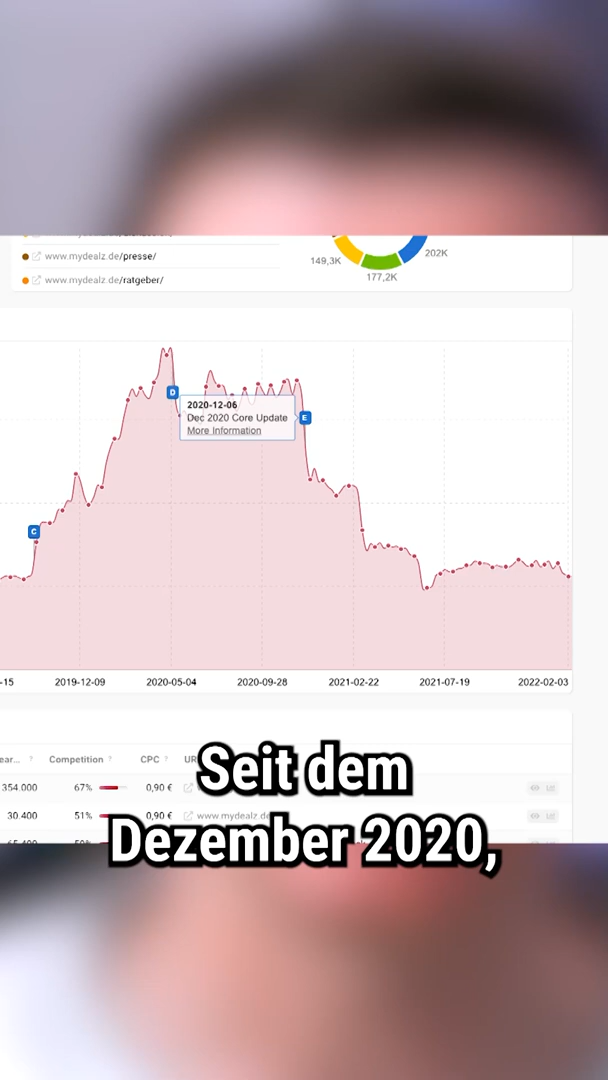 www.mydealz.de/presse/
www.mydealz.de/ratgeber/
149,3K
202K
177,2K
D
2020-12-06
Dec 2020 Core Update
More Information
E
C
-15
2019-12-09
2020-05-04
2020-09-28
2021-02-22
2021-07-19
2022-02-03
ear... ? Competition ? CPC ? UR
354.000 67% 0,90 €
30.400 51% 0,90 € www.mydealz.de
Seit dem
Dezember 2020,